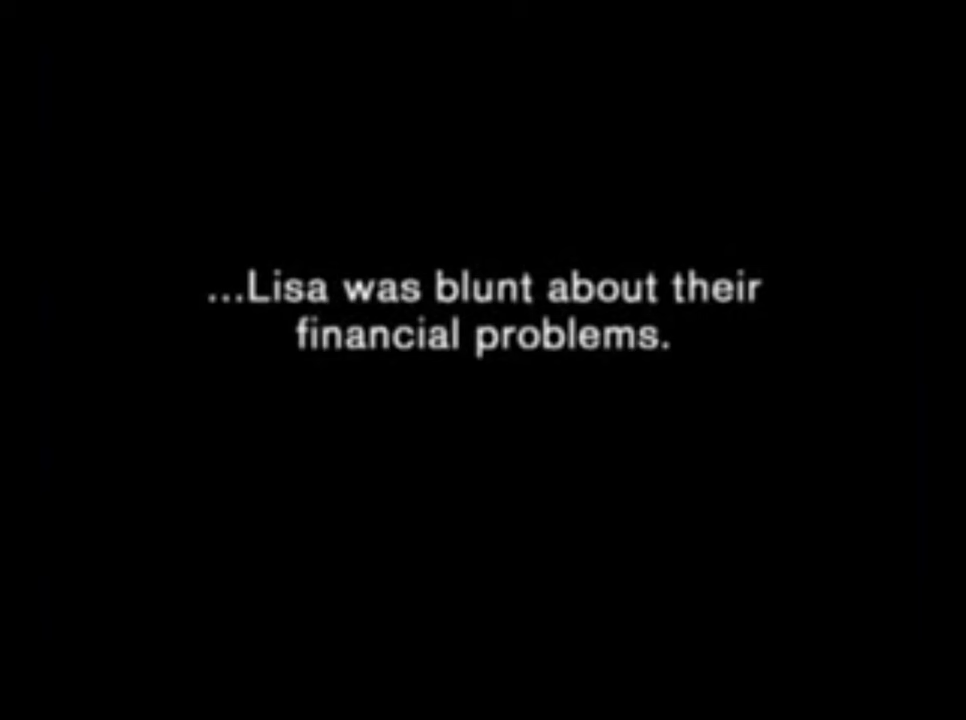 ...Lisa was blunt about their
financial problems.